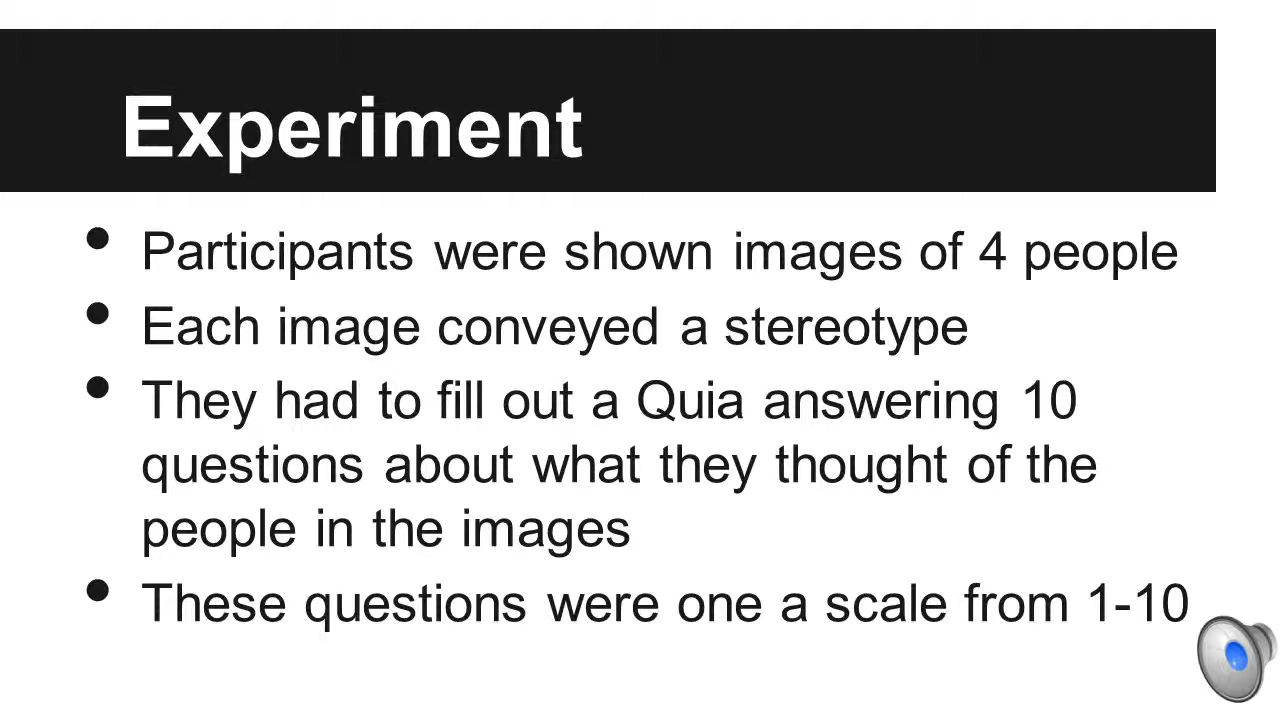 Experiment
• Participants were shown images of 4 people
• Each image conveyed a stereotype
• They had to fill out a Quia answering 10
questions about what they thought of the
people in the images
• These questions were one a scale from 1-10